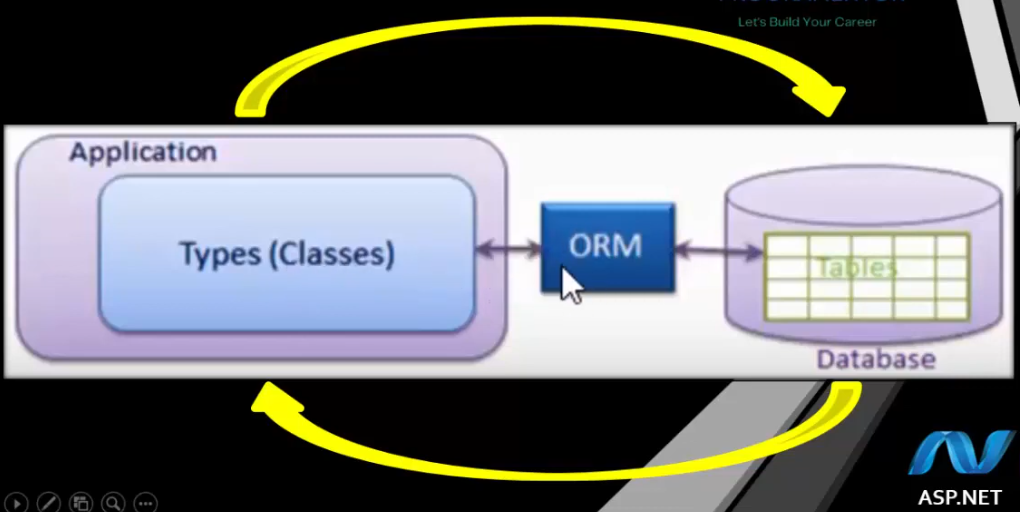 Let's Build Your Career
Application
Types (Classes)
ORM
Tables
Database
ASP.NET